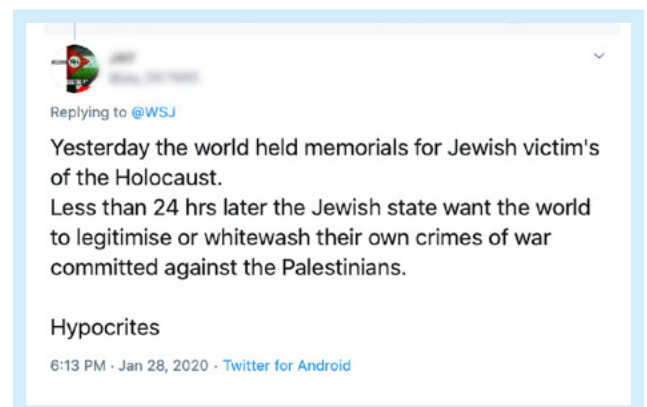 Replying to @WSJ
Yesterday the world held memorials for Jewish victim's
of the Holocaust.
Less than 24 hrs later the Jewish state want the world
to legitimise or whitewash their own crimes of war
committed against the Palestinians.
Hypocrites
6:13 PM · Jan 28, 2020 · Twitter for Android